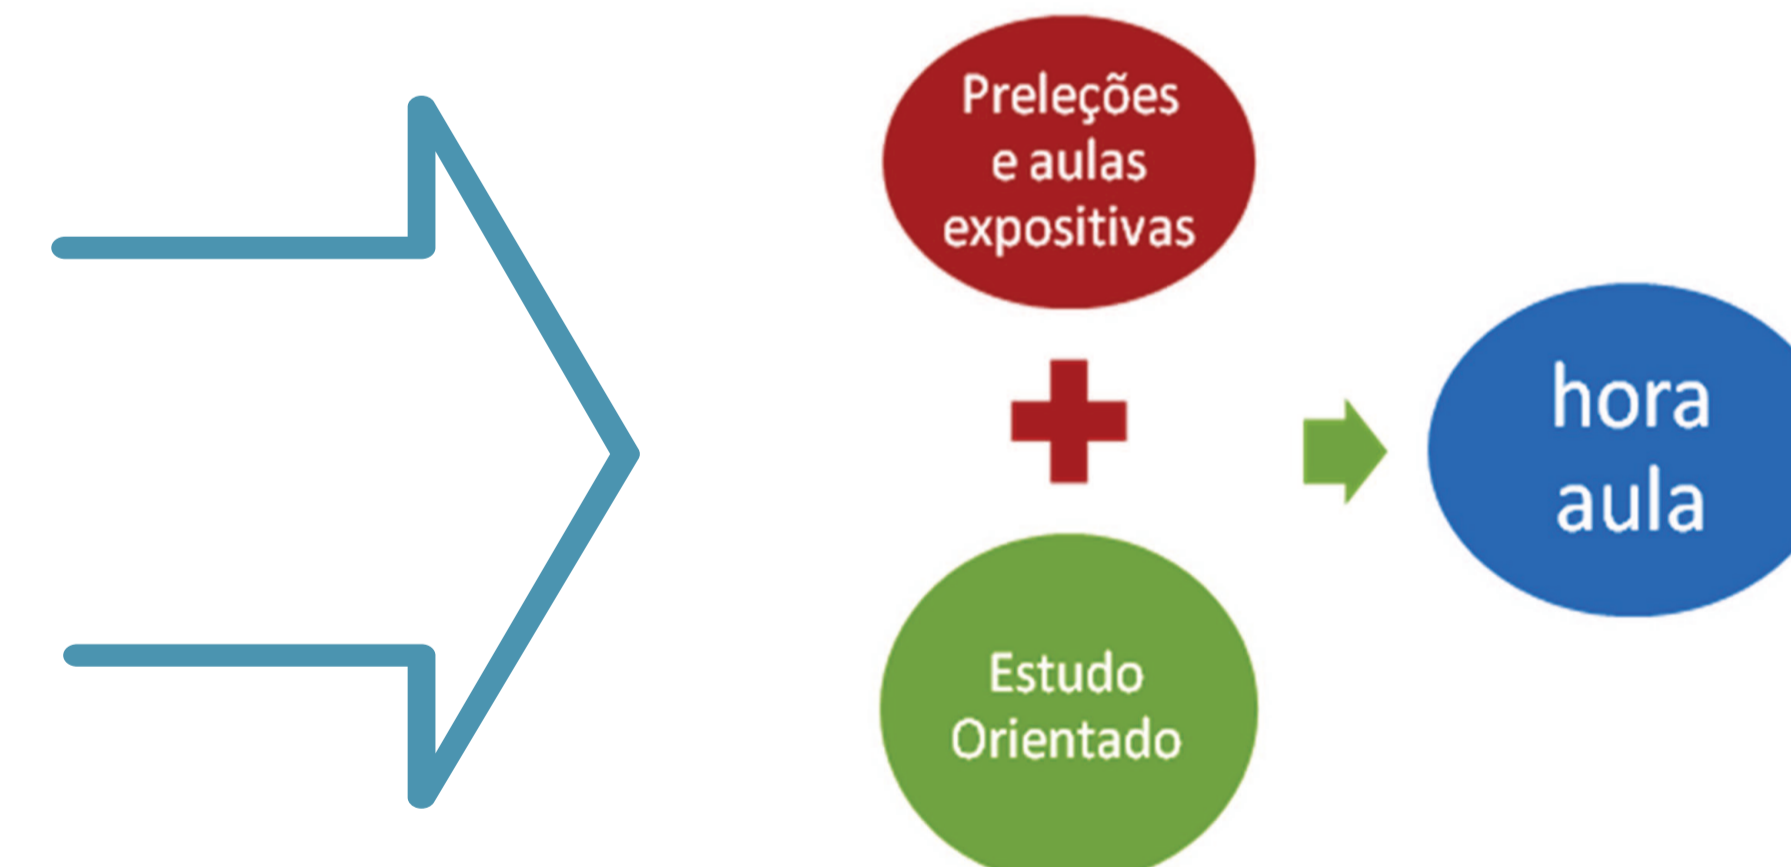 Preleções
e aulas
expositivas
Estudo
Orientado
hora
aula